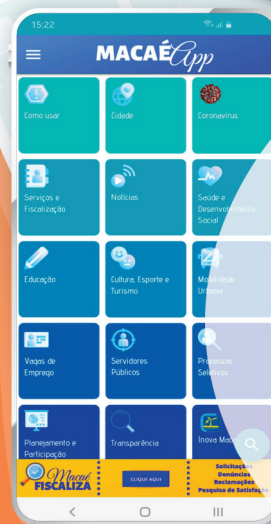 15:22
MACAÉApp
Como usar
Cidade
Coronavírus
Serviços e
Fiscalização
Notícias
Saúde e
Desenvolvimento
Social
Educação
Cultura, Esporte e
Turismo
Mobilidade
Urbana
Vagas de
Emprego
Servidores
Públicos
Processos
Seletivos
Planejamento e
Participação
Transparência
Inova Macaé
Macaé
FISCALIZA
CLIQUE AQUI
Solicitações
Denúncias
Reclamações
Pesquisa de Satisfação